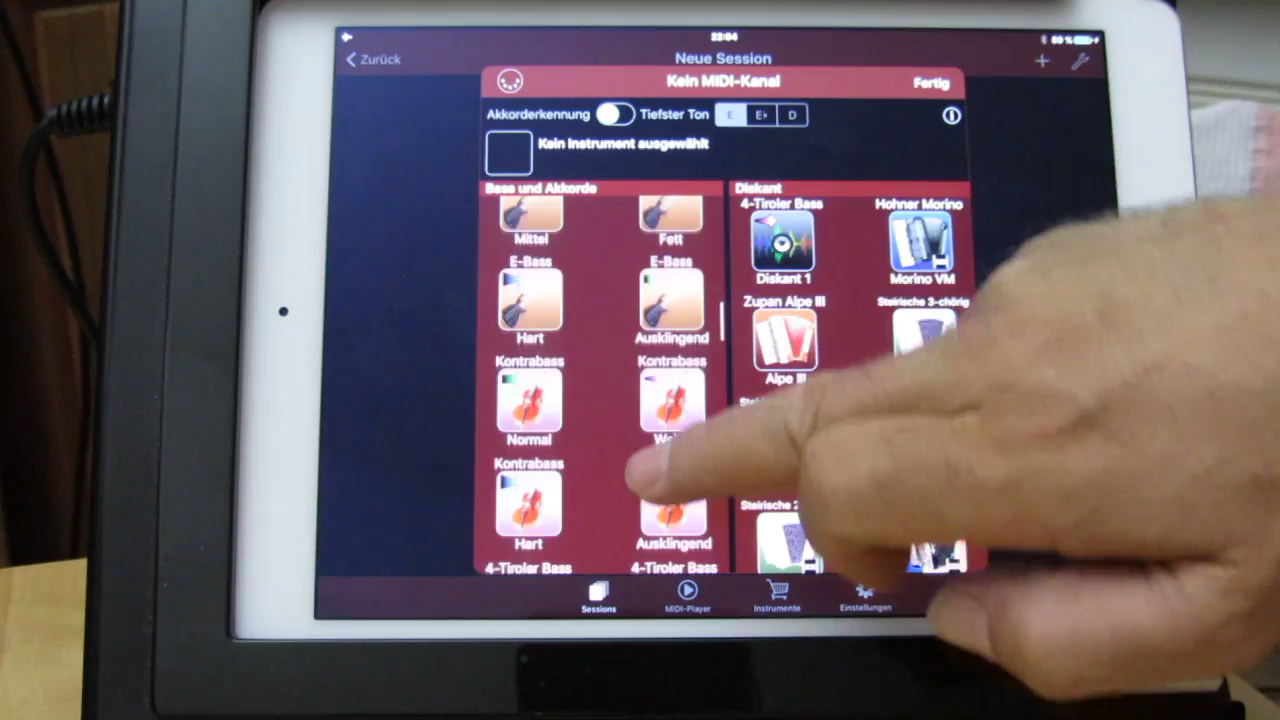 22:04
59 %
Zurück
Neue Session
Kein MIDI-Kanal
Fertig
Akkorderkennung
Tiefster Ton
E
E♭
D
Kein Instrument ausgewählt
Bass und Akkorde
Diskant
Mittel
Fett
4-Tiroler Bass
Hohner Morino
Diskant 1
Morino VM
E-Bass
E-Bass
Hart
Ausklingend
Zupan Alpe III
Steirische 3-chörig
Alpe III
Kontrabass
Kontrabass
Normal
Kontrabass
Hart
Ausklingend
Steirische
4-Tiroler Bass
4-Tiroler Bass
Sessions
MIDI-Player
Instrumente
Einstellungen